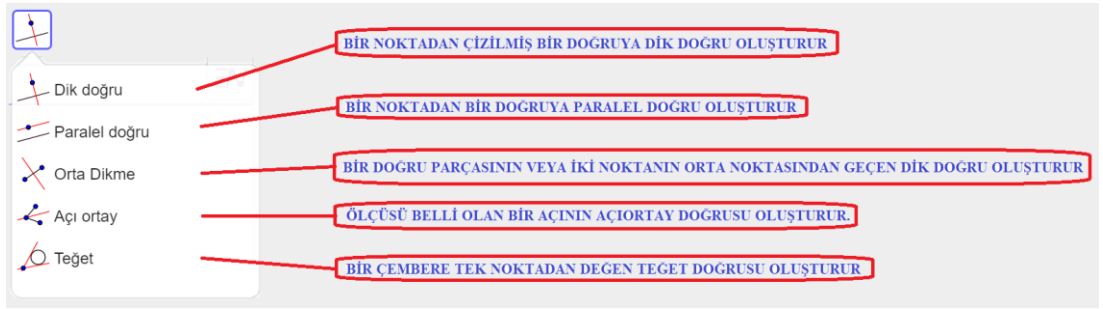 BİR NOKTADAN ÇİZİLMİŞ BİR DOĞRUYA DİK DOĞRU OLUŞTURUR
Dik doğru
BİR NOKTADAN BİR DOĞRUYA PARALEL DOĞRU OLUŞTURUR
Paralel doğru
BİR DOĞRU PARÇASININ VEYA İKİ NOKTANIN ORTA NOKTASINDAN GEÇEN DİK DOĞRU OLUŞTURUR
Orta Dikme
ÖLÇÜSÜ BELLİ OLAN BİR AÇININ AÇIORTAY DOĞRUSU OLUŞTURUR.
Açı ortay
BİR ÇEMBERE TEK NOKTADAN DEĞEN TEĞET DOĞRUSU OLUŞTURUR
Teğet